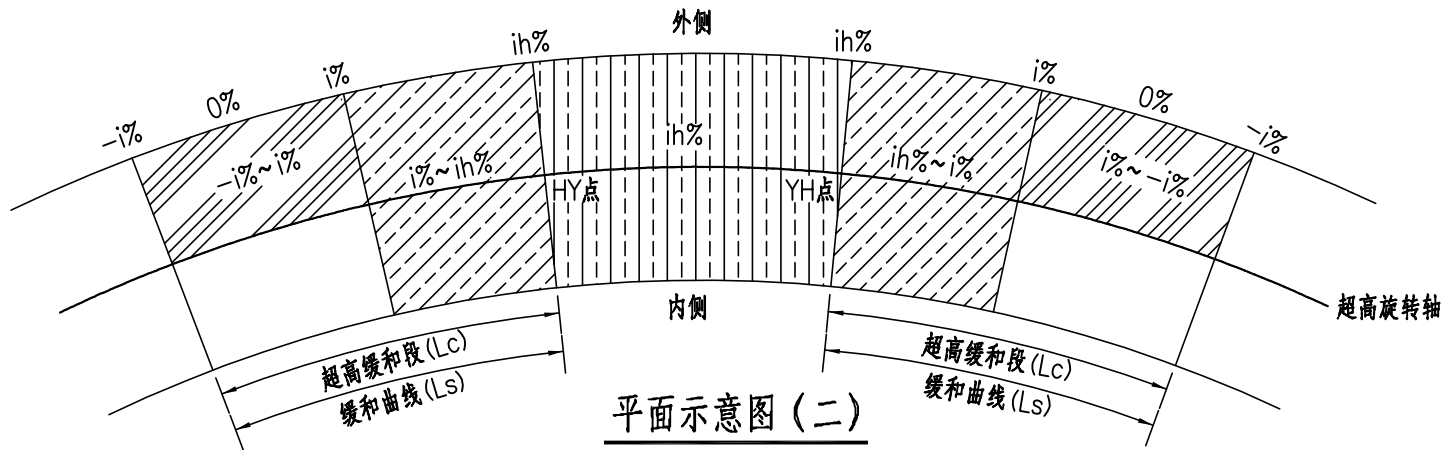 外侧
ih%
ih%
i%
i%
0%
0%
-i%
-i%
ih%
-i%~i%
i%~ih%
ih%~i%
i%~-i%
HY点
YH点
内侧
超高旋转轴
超高缓和段(Lc)
超高缓和段(Lc)
缓和曲线(Ls)
缓和曲线(Ls)
平面示意图(二)